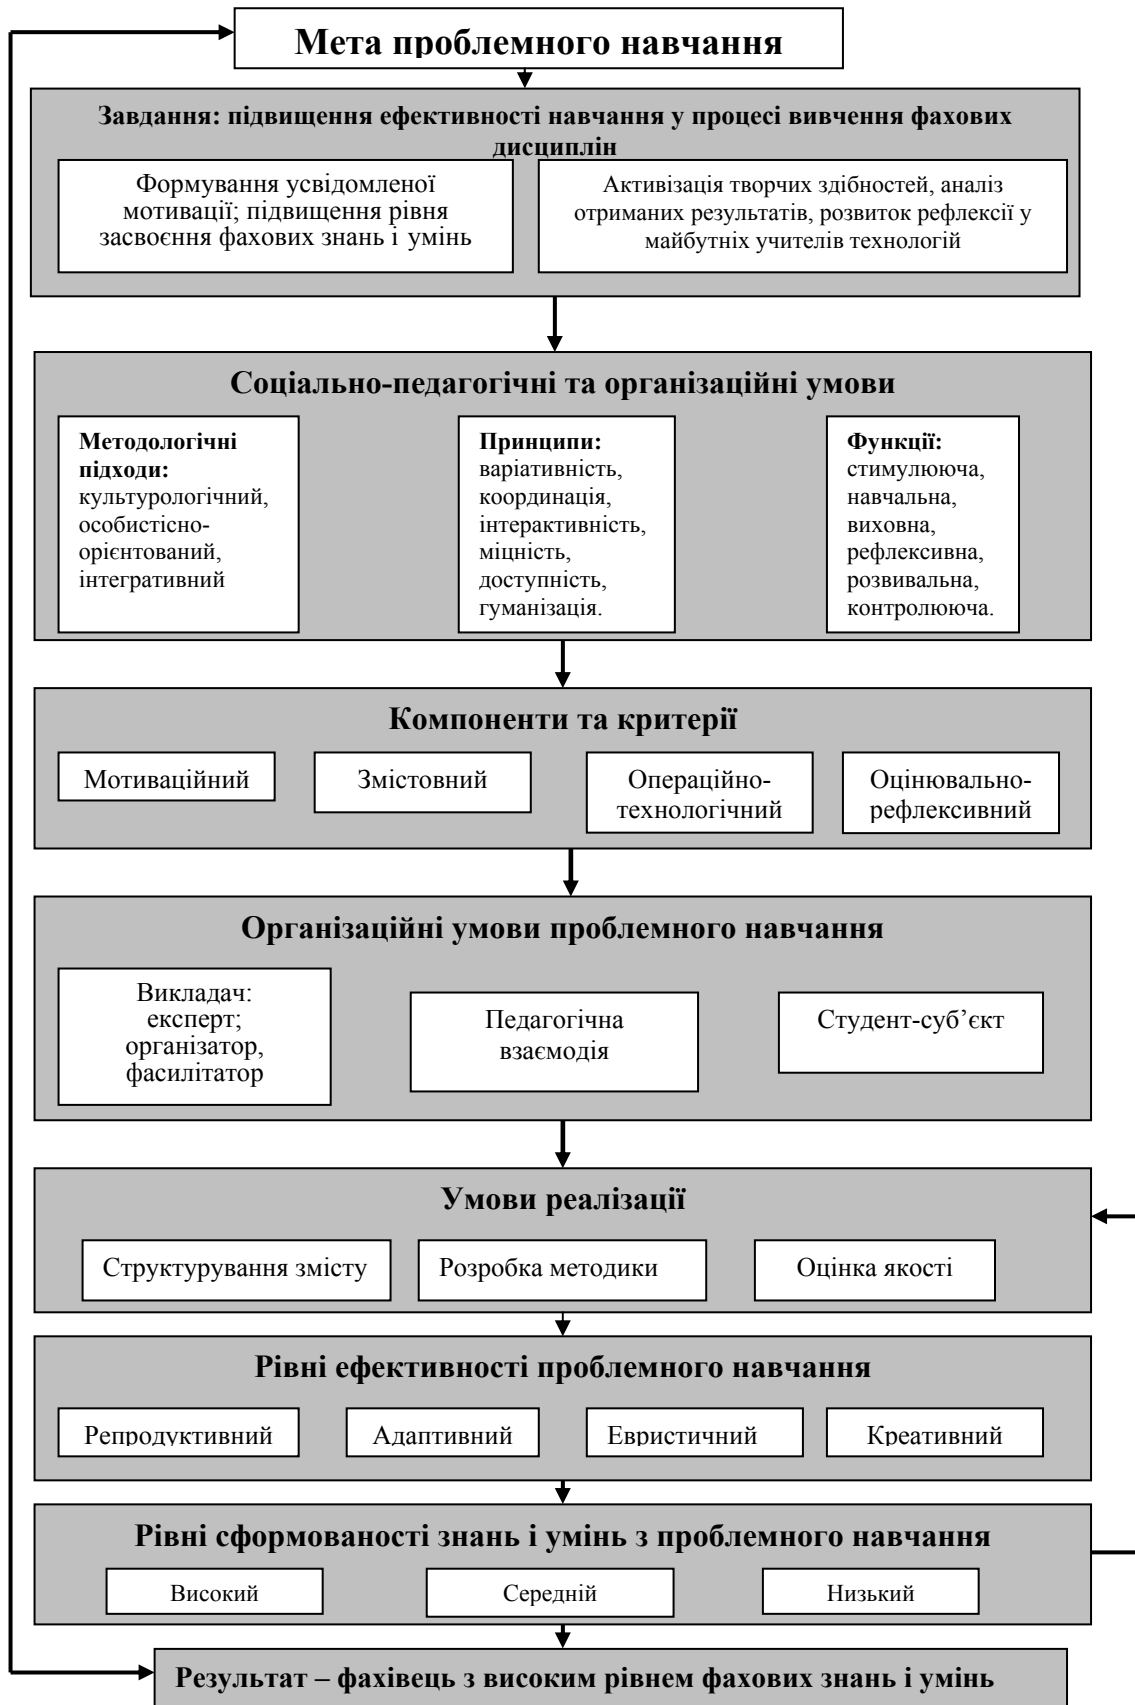 Мета проблемного навчання
Завдання: підвищення ефективності навчання у процесі вивчення фахових
дисциплін
Формування усвідомленої
мотивації; підвищення рівня
засвоєння фахових знань і умінь
Активізація творчих здібностей, аналіз
отриманих результатів, розвиток рефлексії у
майбутніх учителів технологій
Соціально-педагогічні та організаційні умови
Методологічні
підходи:
культурологічний,
особистісно-
орієнтований,
інтегративний
Принципи:
варіативність,
координація,
інтерактивність,
міцність,
доступність,
гуманізація.
Функції:
стимулююча,
навчальна,
виховна,
рефлексивна,
розвивальна,
контролююча.
Компоненти та критерії
Мотиваційний
Змістовний
Операційно-
технологічний
Оцінювально-
рефлексивний
Організаційні умови проблемного навчання
Викладач:
експерт;
організатор,
фасилітатор
Педагогічна
взаємодія
Студент-суб’єкт
Умови реалізації
Структурування змісту
Розробка методики
Оцінка якості
Рівні ефективності проблемного навчання
Репродуктивний
Адаптивний
Евристичний
Креативний
Рівні сформованості знань і умінь з проблемного навчання
Високий
Середній
Низький
Результат – фахівець з високим рівнем фахових знань і умінь